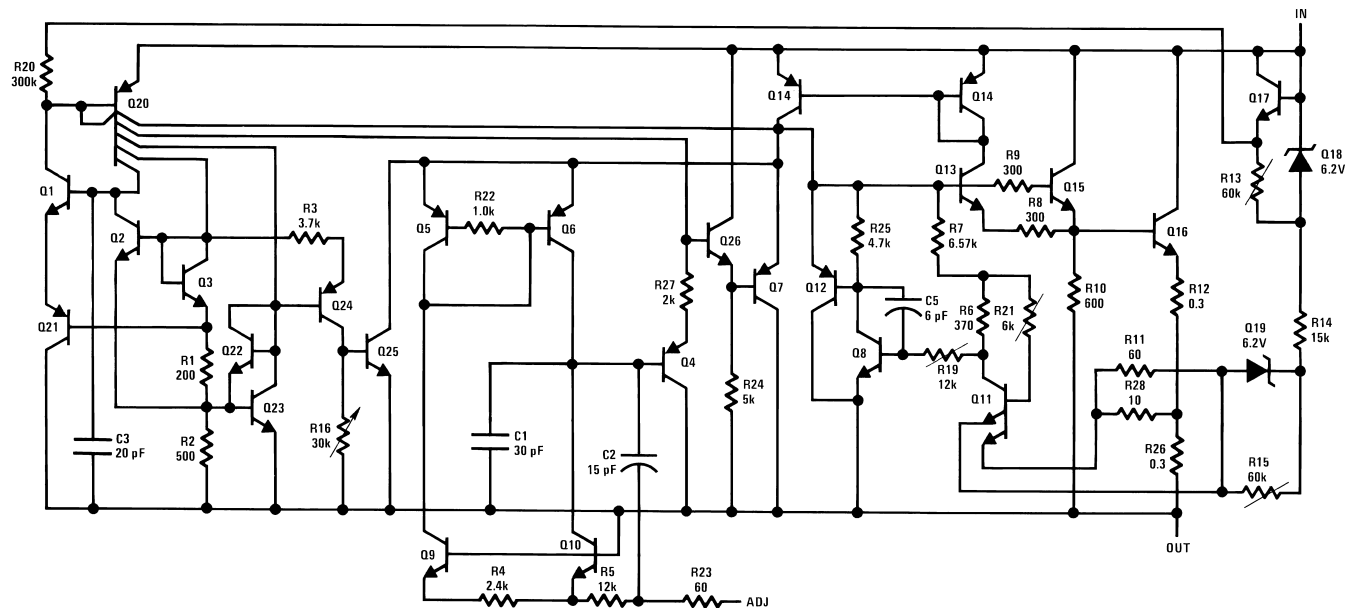 IN
R20
300k
Q20
Q14
Q14
Q17
Q18
6.2V
R13
60k
Q1
Q2
R3
3.7k
Q5
R22
1.0k
Q6
Q13
R9
300
Q15
R8
300
Q3
Q24
Q26
R25
4.7k
R7
6.57k
Q16
R27
2k
Q7
Q12
C5
6 pF
R6
370
R21
6k
R10
600
R12
0.3
Q21
R1
200
Q22
Q25
Q8
Q19
6.2V
R14
15k
R11
60
Q4
R19
12k
R24
5k
Q23
Q11
R28
10
R16
30k
C3
20 pF
R2
500
C1
30 pF
C2
15 pF
R26
0.3
R15
60k
OUT
Q9
Q10
R4
2.4k
R5
12k
R23
60
ADJ